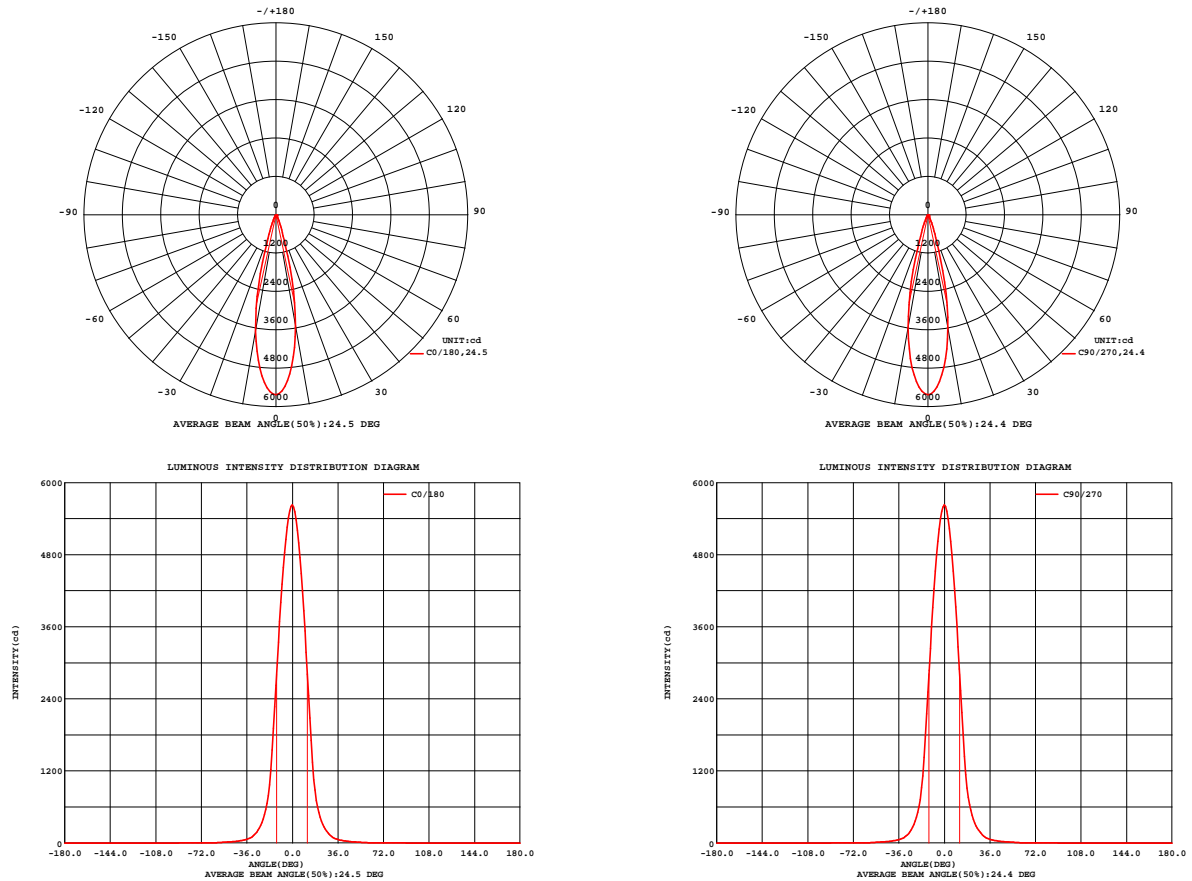 -/+180
-150
150
-120
120
-90
90
0
1200
2400
3600
4800
6000
-60
60
-30
30
0
UNIT:cd
C0/180,24.5
AVERAGE BEAM ANGLE(50%):24.5 DEG
-/+180
-150
150
-120
120
-90
90
0
1200
2400
3600
4800
6000
-60
60
-30
30
0
UNIT:cd
C90/270,24.4
AVERAGE BEAM ANGLE(50%):24.4 DEG
LUMINOUS INTENSITY DISTRIBUTION DIAGRAM
C0/180
INTENSITY(cd)
6000
4800
3600
2400
1200
0
-180.0 -144.0 -108.0 -72.0 -36.0 0.0 36.0 72.0 108.0 144.0 180.0
ANGLE(DEG)
AVERAGE BEAM ANGLE(50%):24.5 DEG
LUMINOUS INTENSITY DISTRIBUTION DIAGRAM
C90/270
INTENSITY(cd)
6000
4800
3600
2400
1200
0
-180.0 -144.0 -108.0 -72.0 -36.0 0.0 36.0 72.0 108.0 144.0 180.0
ANGLE(DEG)
AVERAGE BEAM ANGLE(50%):24.4 DEG